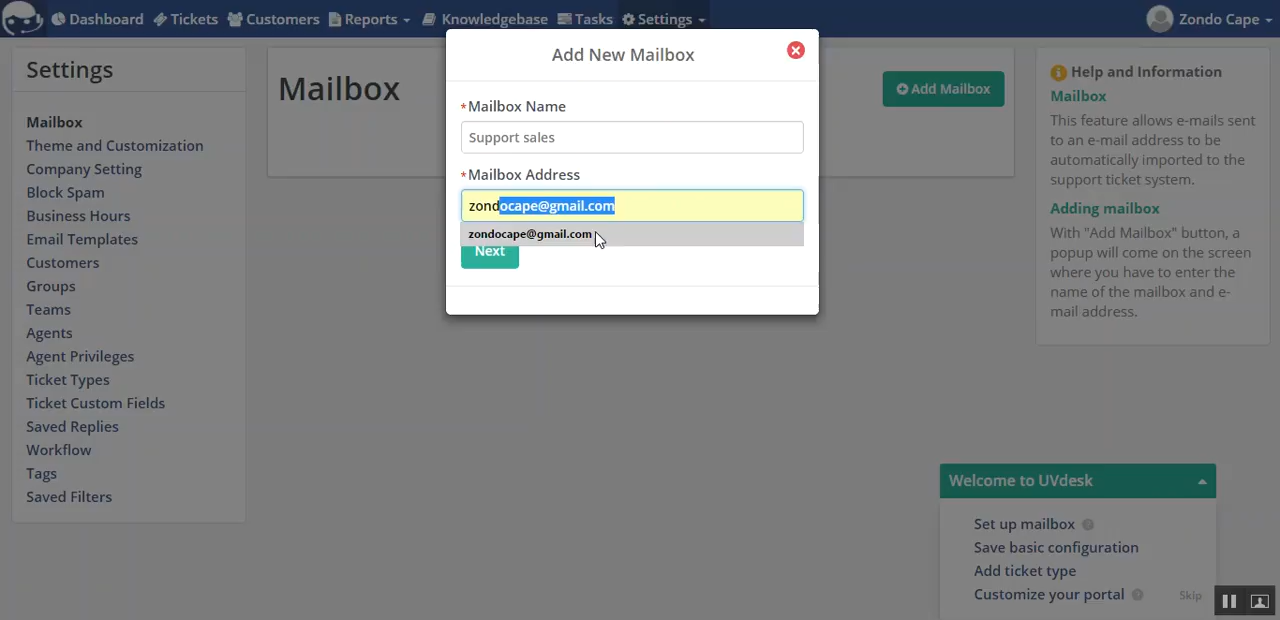 Dashboard Tickets Customers Reports Knowledgebase Tasks Settings Zondo Cape
Settings
Mailbox
Theme and Customization
Company Setting
Block Spam
Business Hours
Email Templates
Customers
Groups
Teams
Agents
Agent Privileges
Ticket Types
Ticket Custom Fields
Saved Replies
Workflow
Tags
Saved Filters
Mailbox
Add Mailbox
Add New Mailbox
*Mailbox Name
Support sales
*Mailbox Address
zondocape@gmail.com
zondocape@gmail.com
Next
Help and Information
Mailbox
This feature allows e-mails sent
to an e-mail address to be
automatically imported to the
support ticket system.
Adding mailbox
With "Add Mailbox" button, a
popup will come on the screen
where you have to enter the
name of the mailbox and e-
mail address.
Welcome to UVdesk
Set up mailbox
Save basic configuration
Add ticket type
Customize your portal
Skip